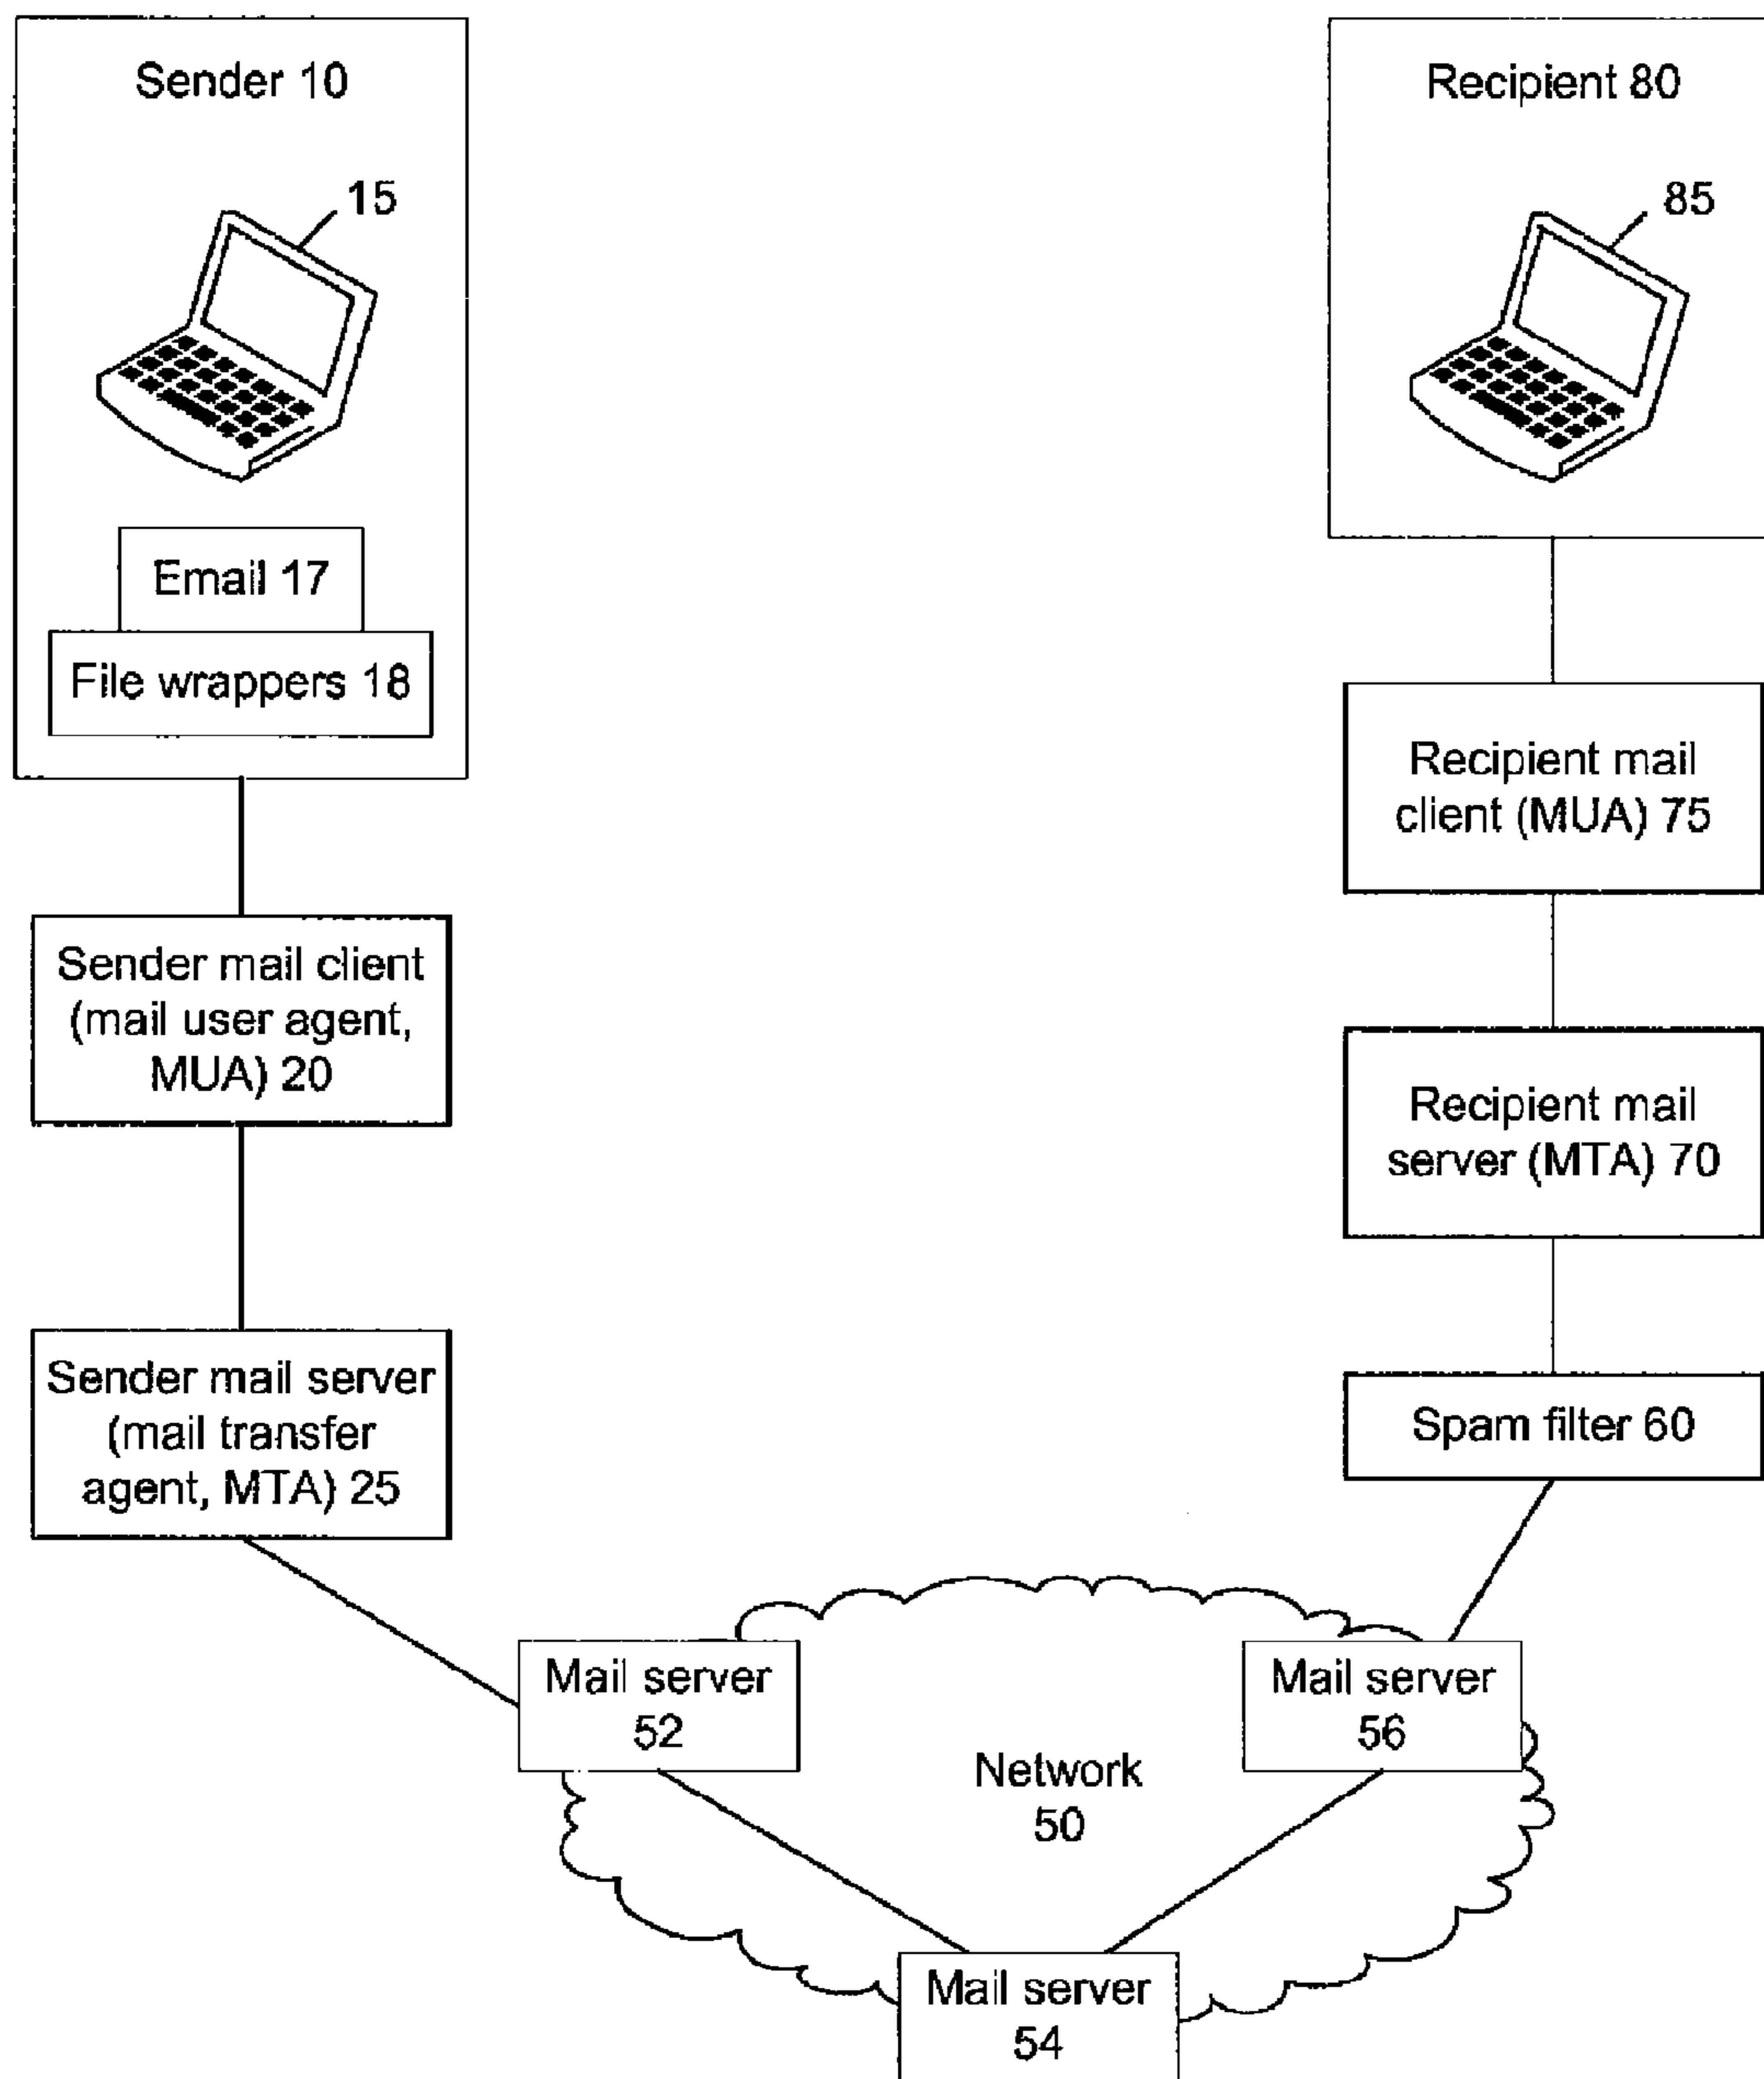 Sender 10
15
Email 17
File wrappers 18
Sender mail client
(mail user agent,
MUA) 20
Sender mail server
(mail transfer
agent, MTA) 25
Mail server
52
Network
50
Mail server
54
Mail server
56
Spam filter 60
Recipient mail
server (MTA) 70
Recipient mail
client (MUA) 75
Recipient 80
85